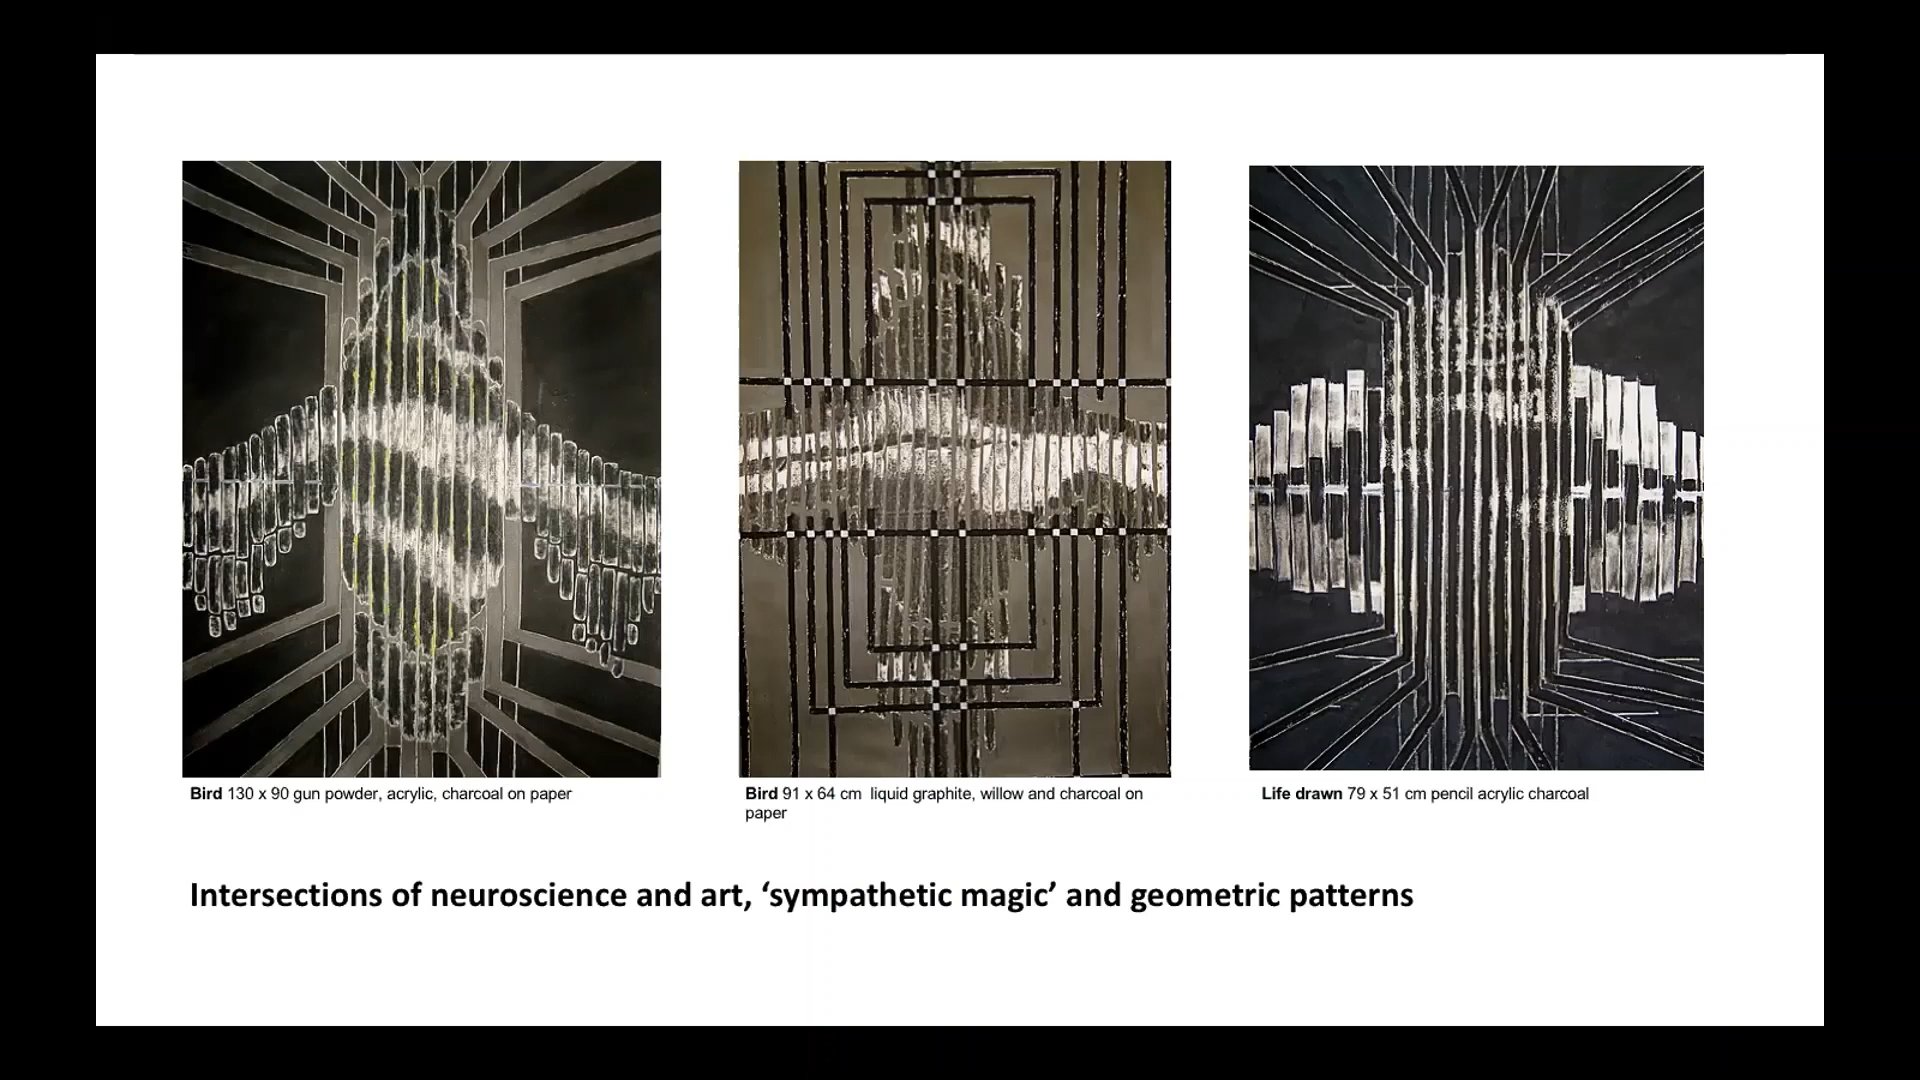 Bird 130 x 90 gun powder, acrylic, charcoal on paper
Bird 91 x 64 cm liquid graphite, willow and charcoal on
paper
Life drawn 79 x 51 cm pencil acrylic charcoal
Intersections of neuroscience and art, ‘sympathetic magic’ and geometric patterns